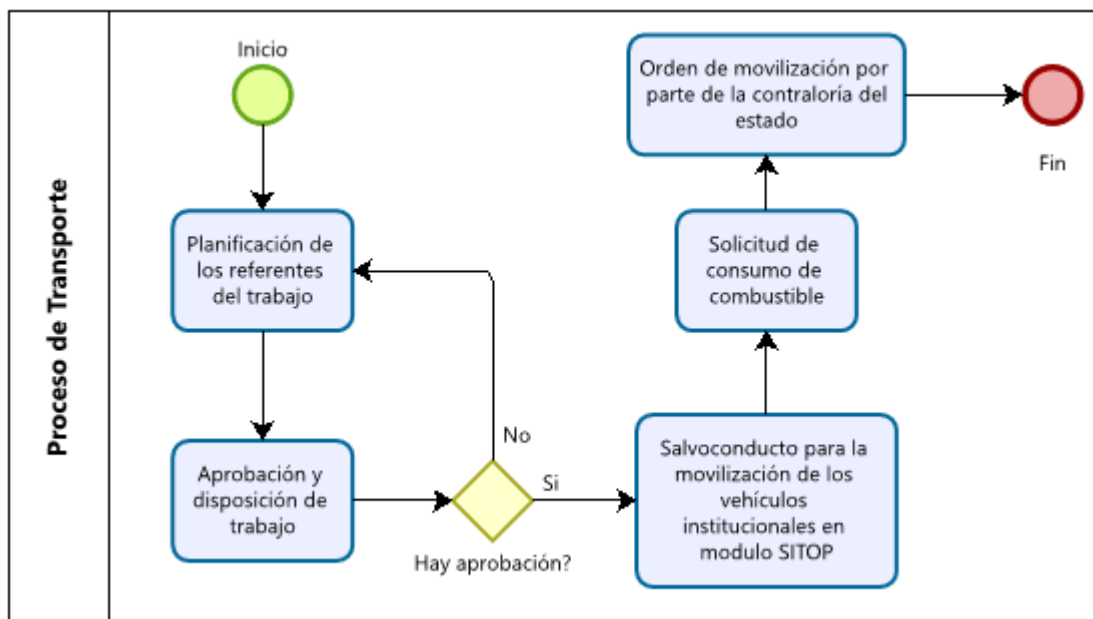 Proceso de Transporte
Inicio
Planificación de
los referentes
del trabajo
Aprobación y
disposición de
trabajo
Hay aprobación?
No
Si
Salvoconducto para la
movilización de los
vehículos
institucionales en
modulo SITOP
Solicitud de
consumo de
combustible
Orden de movilización por
parte de la contraloría del
estado
Fin